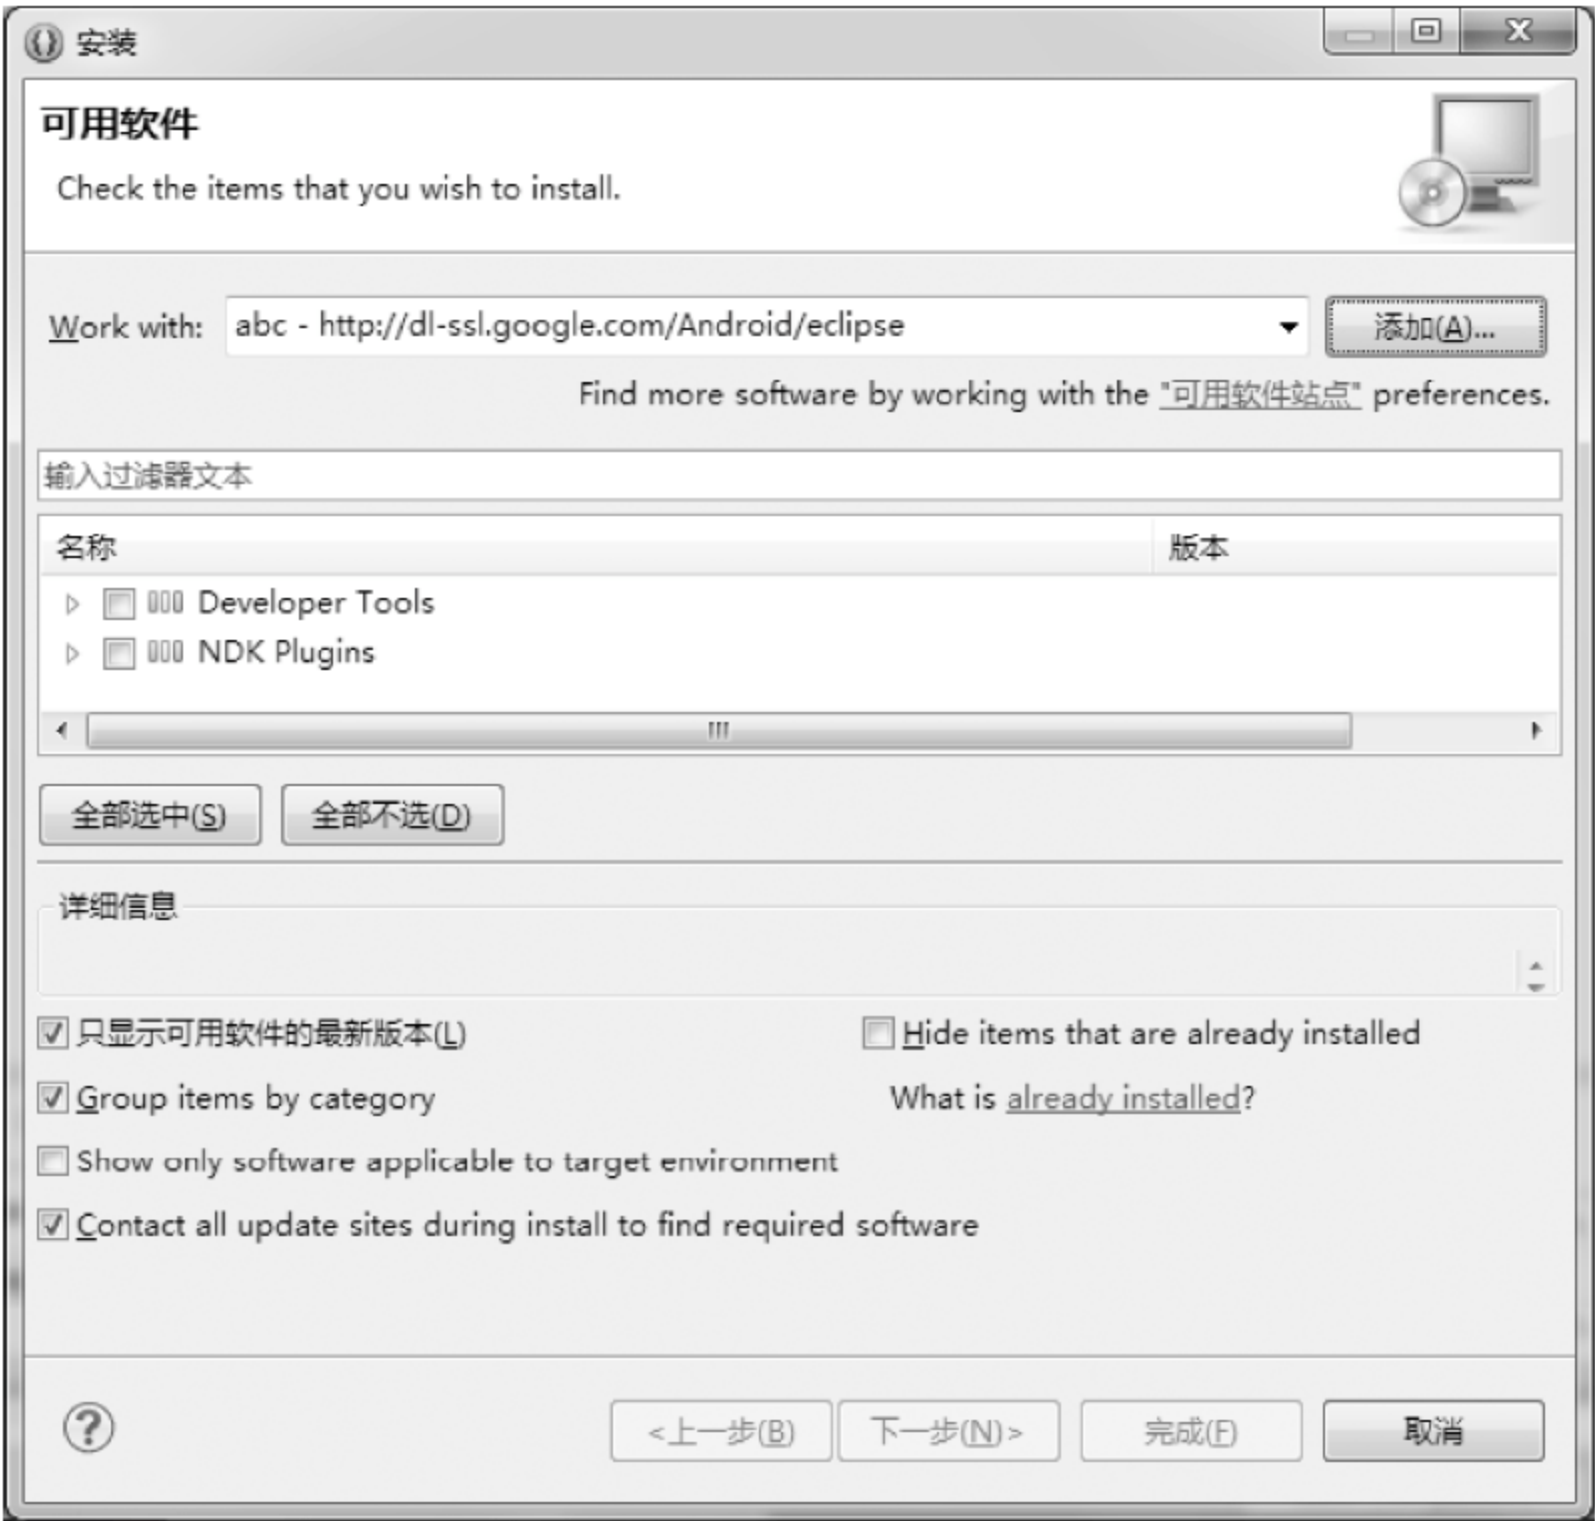 安装
可用软件
Check the items that you wish to install.
Work with: abc - http://dl-ssl.google.com/Android/eclipse 添加(A)...
Find more software by working with the "可用软件站点" preferences.
输入过滤器文本
名称 版本
Developer Tools
NDK Plugins
全部选中(S) 全部不选(D)
详细信息
只显示可用软件的最新版本(L) Hide items that are already installed
Group items by category What is already installed?
Show only software applicable to target environment
Contact all update sites during install to find required software
<上一步(B) 下一步(N)> 完成(F) 取消